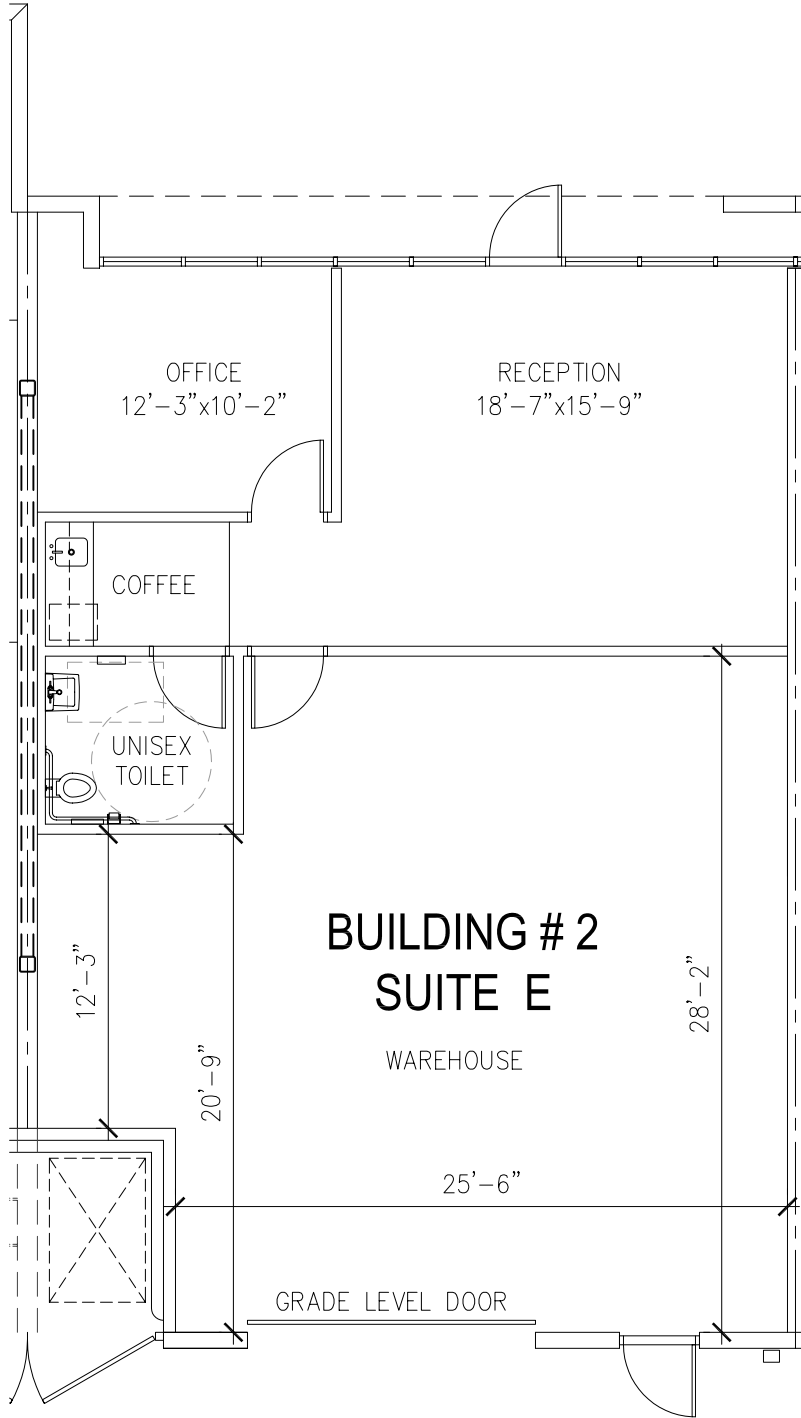 OFFICE
12'-3"x10'-2"
RECEPTION
18'-7"x15'-9"
COFFEE
UNISEX
TOILET
BUILDING # 2
SUITE E
WAREHOUSE
12'-3"
20'-9"
28'-2"
25'-6"
GRADE LEVEL DOOR